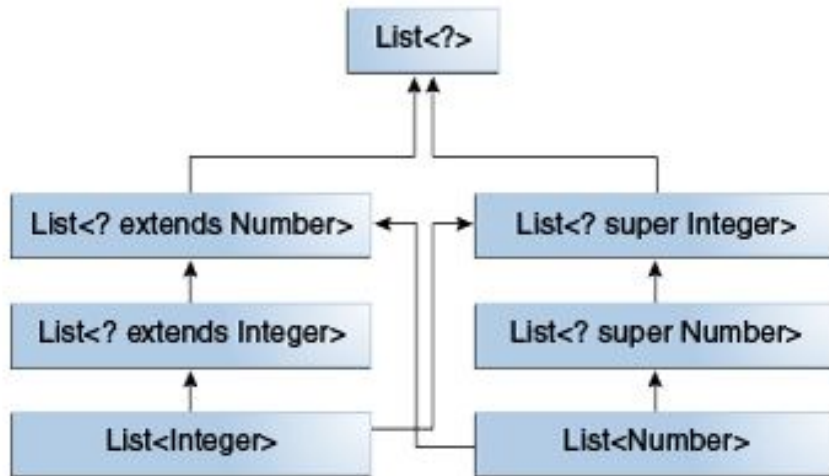 List<?>
List<? extends Number>
List<? super Integer>
List<? extends Integer>
List<? super Number>
List<Integer>
List<Number>